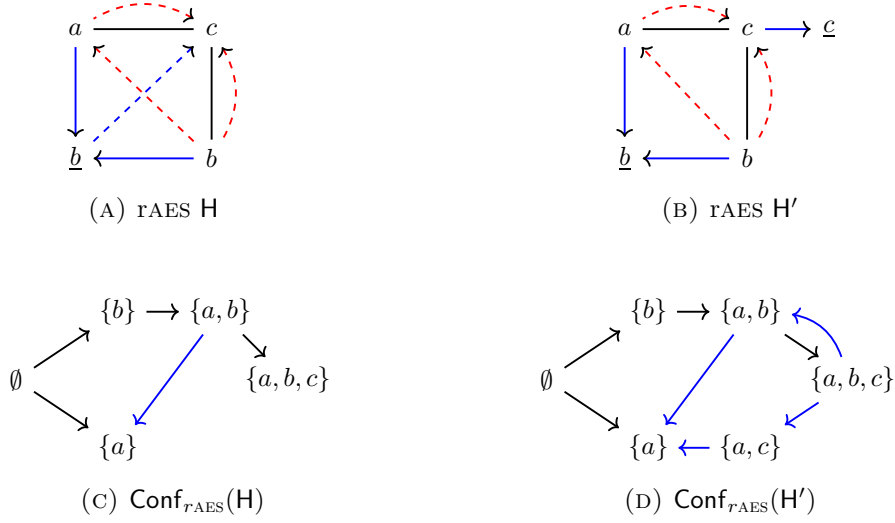 a c
b b
(A) rAES H
a c c
b b
(B) rAES H′
{b} {a, b}
∅ {a, b, c}
{a}
(C) Conf_rAES(H)
{b} {a, b}
∅ {a, b, c}
{a} {a, c}
(D) Conf_rAES(H′)